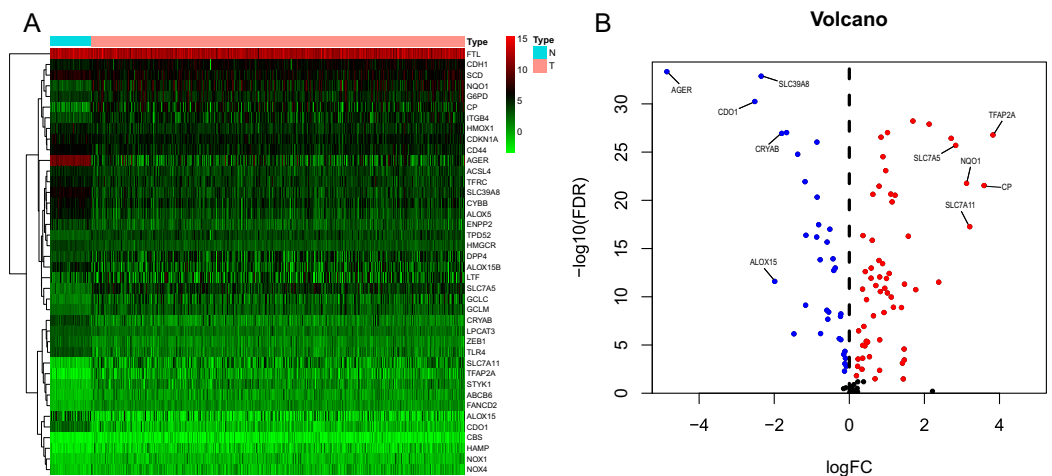 A
Type
FTL
CDH1
SCD
NQO1
G6PD
CP
ITGB4
HMOX1
CDKN1A
CD44
AGER
ACSL4
TFRC
SLC39A8
CYBB
ALOX5
ENPP2
TPD52
HMGCR
DPP4
ALOX15B
LTF
SLC7A5
GCLC
GCLM
CRYAB
LPCAT3
ZEB1
TLR4
SLC7A11
TFAP2A
STYK1
ABCB6
FANCD2
ALOX15
CDO1
CBS
HAMP
NOX1
NOX4
15
10
5
0
Type
N
T
B
Volcano
−log10(FDR)
30
25
20
15
10
5
0
AGER
SLC39A8
CDO1
CRYAB
ALOX15
TFAP2A
SLC7A5
NQO1
CP
SLC7A11
−4
−2
0
2
4
logFC